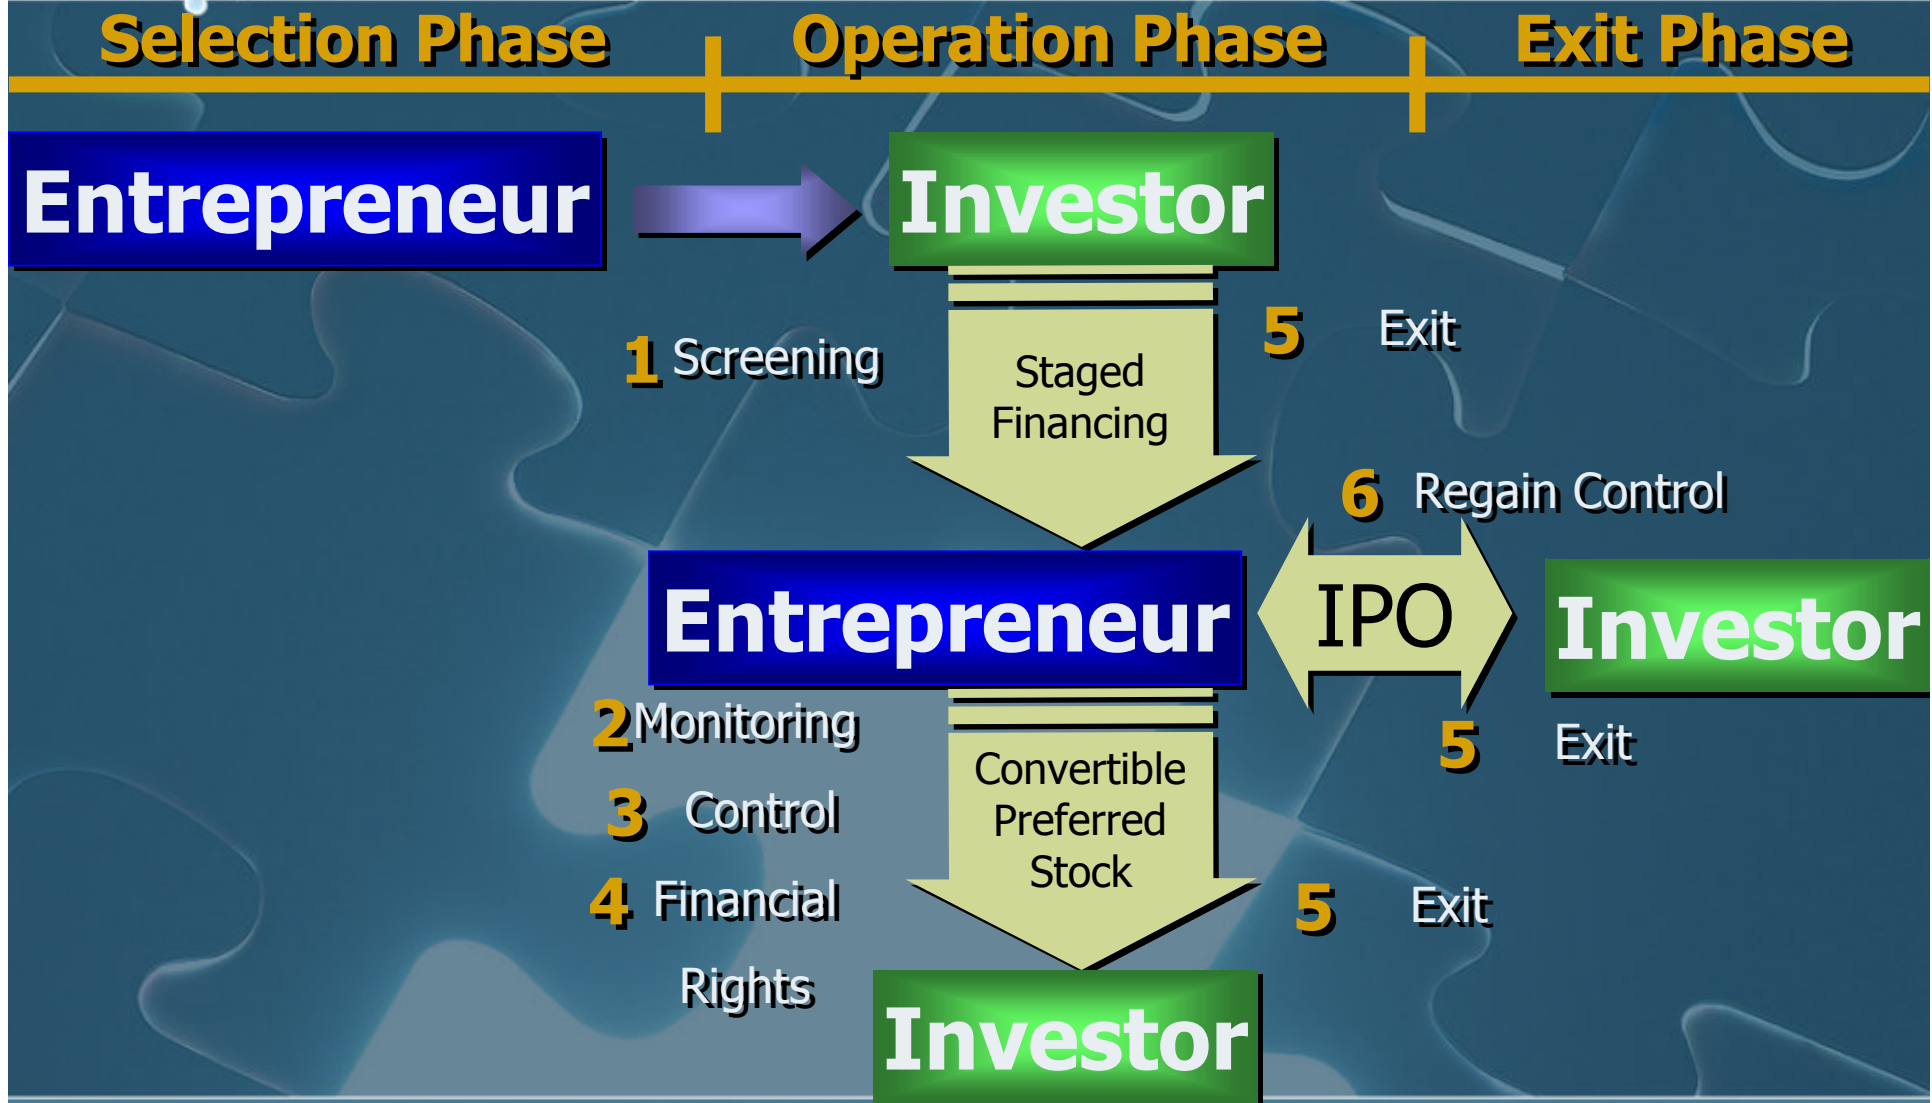 Selection Phase
Operation Phase
Exit Phase
Entrepreneur
Investor
1 Screening
Staged
Financing
5 Exit
6 Regain Control
Entrepreneur
IPO
Investor
2 Monitoring
3 Control
4 Financial
Rights
Convertible
Preferred
Stock
5 Exit
5 Exit
Investor